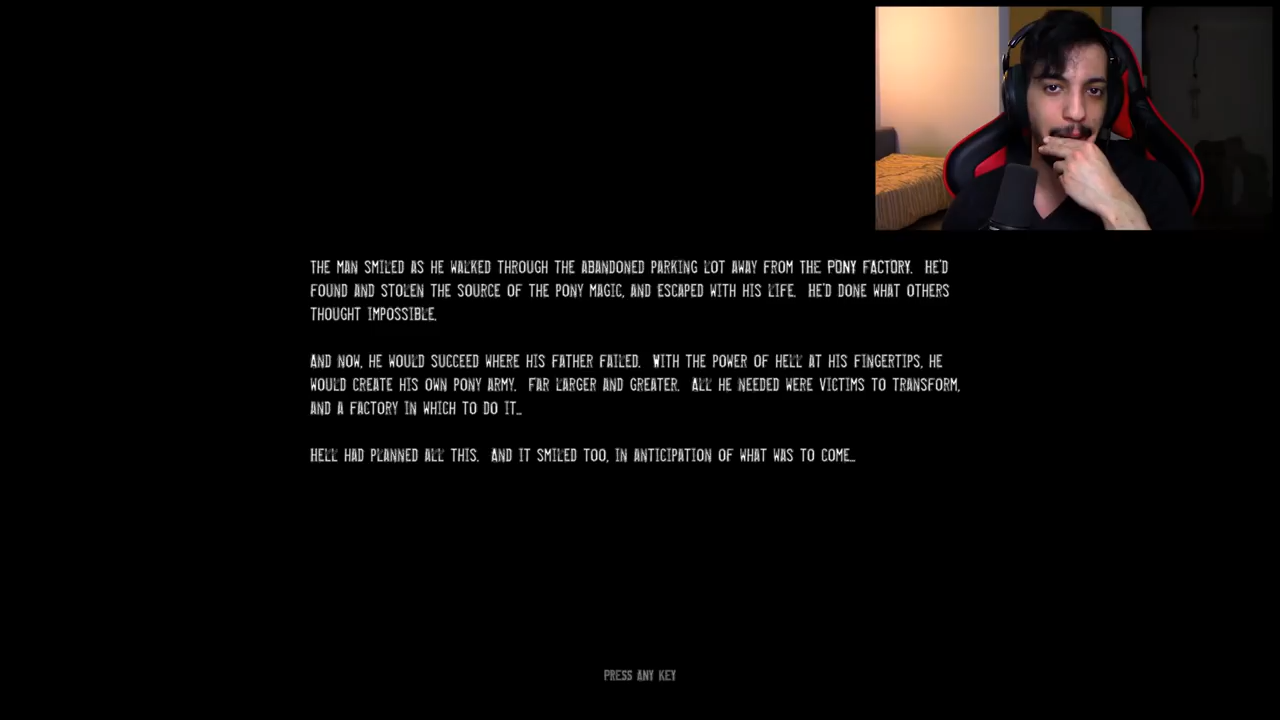 THE MAN SMILED AS HE WALKED THROUGH THE ABANDONED PARKING LOT AWAY FROM THE PONY FACTORY. HE'D
FOUND AND STOLEN THE SOURCE OF THE PONY MAGIC, AND ESCAPED WITH HIS LIFE. HE'D DONE WHAT OTHERS
THOUGHT IMPOSSIBLE.
AND NOW, HE WOULD SUCCEED WHERE HIS FATHER FAILED. WITH THE POWER OF HELL AT HIS FINGERTIPS, HE
WOULD CREATE HIS OWN PONY ARMY. FAR LARGER AND GREATER. ALL HE NEEDED WERE VICTIMS TO TRANSFORM,
AND A FACTORY IN WHICH TO DO IT...
HELL HAD PLANNED ALL THIS. AND IT SMILED TOO, IN ANTICIPATION OF WHAT WAS TO COME...
PRESS ANY KEY